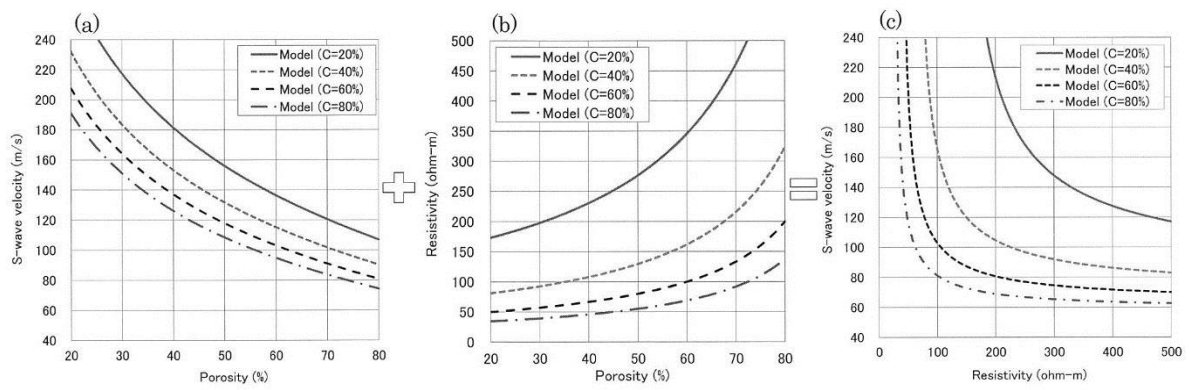 (a)
240
220
200
180
160
140
120
100
80
60
40
S-wave velocity (m/s)
20 30 40 50 60 70 80
Porosity (%)
Model (C=20%)
Model (C=40%)
Model (C=60%)
Model (C=80%)
(b)
500
450
400
350
300
250
200
150
100
50
0
Resistivity (ohm-m)
20 30 40 50 60 70 80
Porosity (%)
Model (C=20%)
Model (C=40%)
Model (C=60%)
Model (C=80%)
(c)
240
220
200
180
160
140
120
100
80
60
40
S-wave velocity (m/s)
0 100 200 300 400 500
Resistivity (ohm-m)
Model (C=20%)
Model (C=40%)
Model (C=60%)
Model (C=80%)